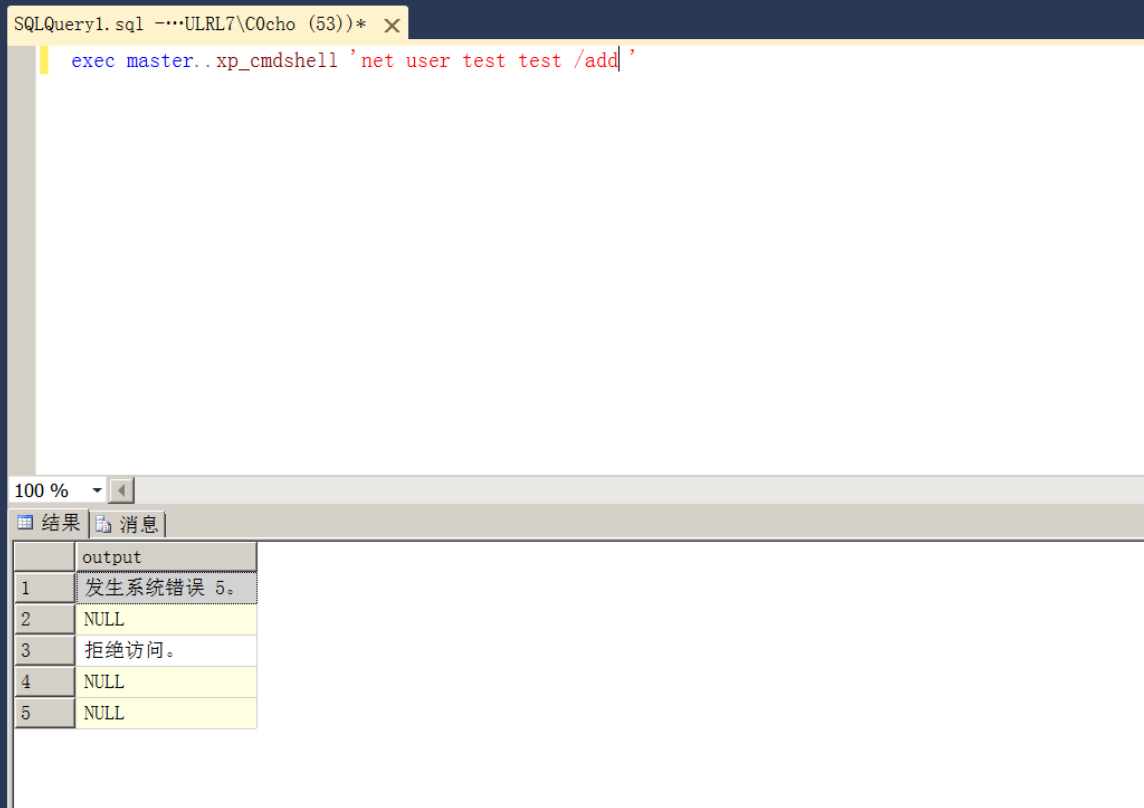 SQLQuery1.sql -...ULRL7\C0cho (53))*
exec master..xp_cmdshell 'net user test test /add '
100 %
结果 消息
output
1 发生系统错误 5。
2 NULL
3 拒绝访问。
4 NULL
5 NULL